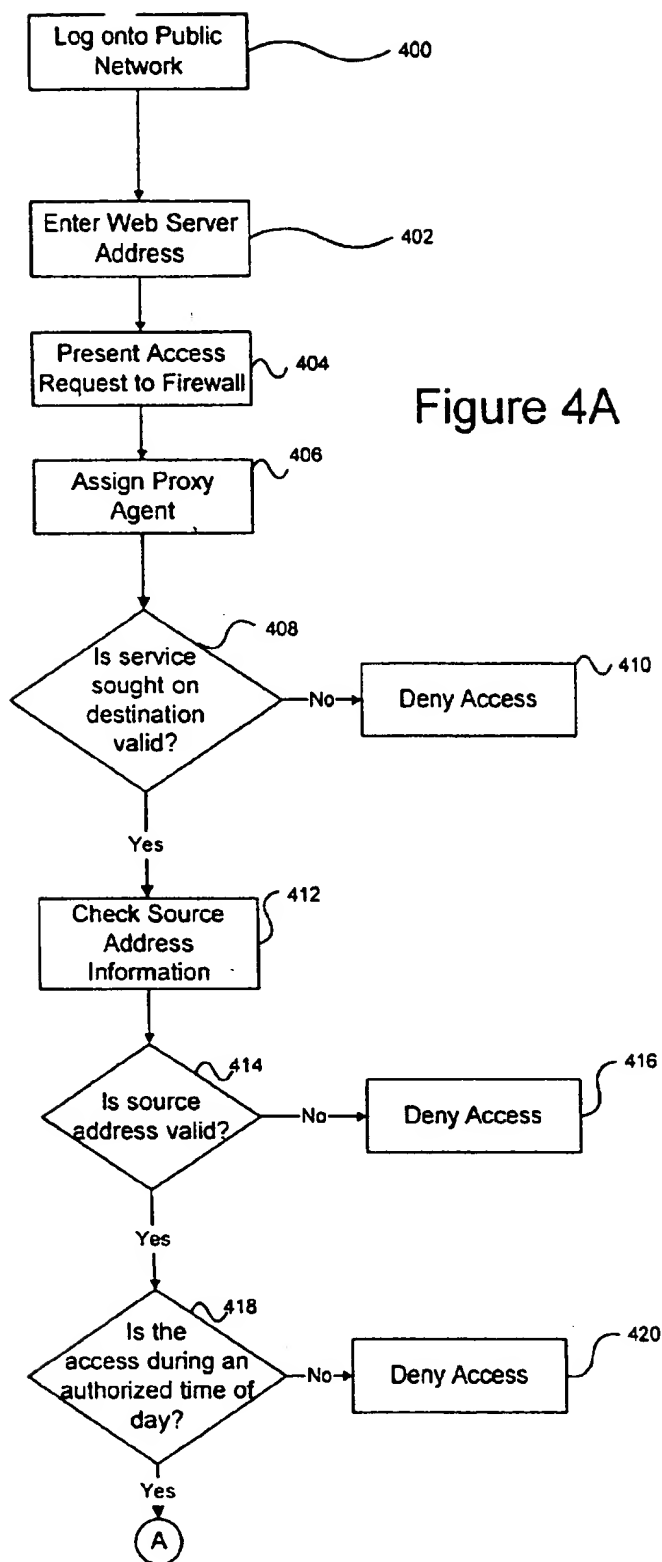 Log onto Public
Network
400
Enter Web Server
Address
402
Present Access
Request to Firewall
404
Figure 4A
406
Assign Proxy
Agent
408
Is service
sought on
destination
valid?
No
410
Deny Access
Yes
412
Check Source
Address
Information
414
Is source
address valid?
No
416
Deny Access
Yes
418
Is the
access during an
authorized time of
day?
No
420
Deny Access
Yes
A